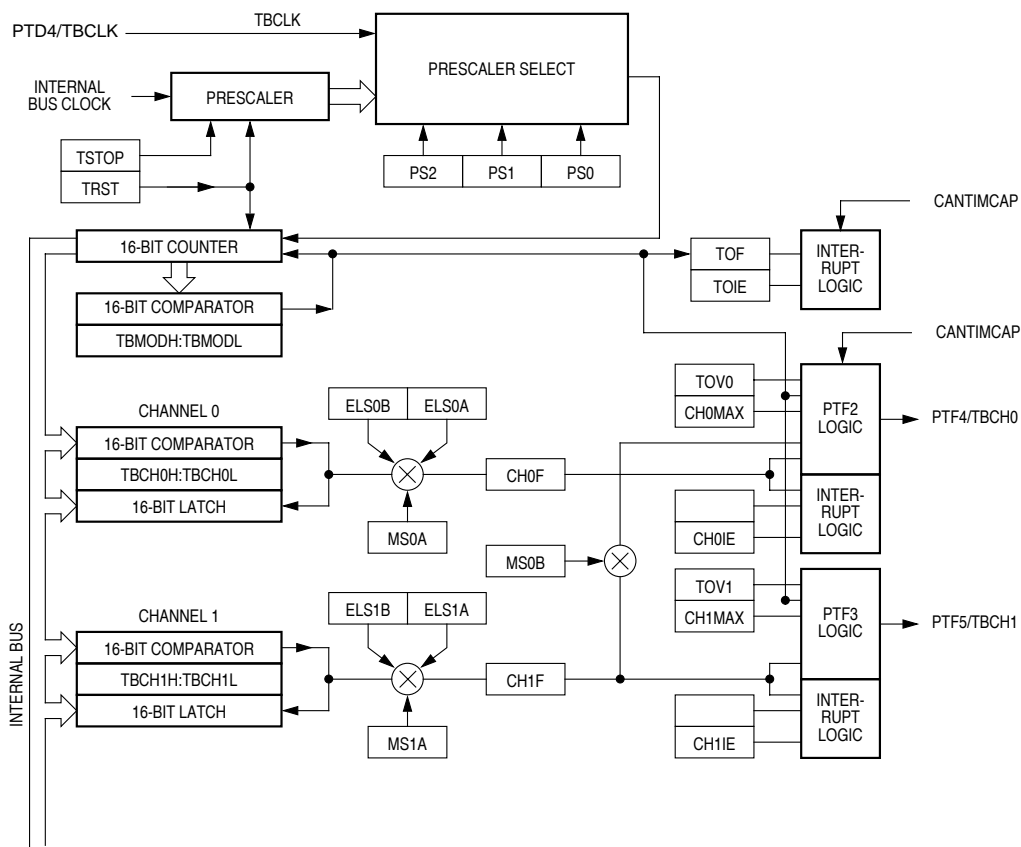 PTD4/TBCLK
TBCLK
PRESCALER SELECT
INTERNAL
BUS CLOCK
PRESCALER
TSTOP
TRST
PS2
PS1
PS0
CANTIMCAP
16-BIT COUNTER
TOF
TOIE
INTER-
RUPT
LOGIC
16-BIT COMPARATOR
TBMODH:TBMODL
CANTIMCAP
TOV0
CH0MAX
PTF2
LOGIC
PTF4/TBCH0
CHANNEL 0
ELS0B
ELS0A
16-BIT COMPARATOR
TBCH0H:TBCH0L
16-BIT LATCH
CH0F
MS0A
INTER-
RUPT
LOGIC
CH0IE
MS0B
TOV1
CH1MAX
PTF3
LOGIC
PTF5/TBCH1
CHANNEL 1
ELS1B
ELS1A
16-BIT COMPARATOR
TBCH1H:TBCH1L
16-BIT LATCH
CH1F
MS1A
INTER-
RUPT
LOGIC
CH1IE
INTERNAL BUS